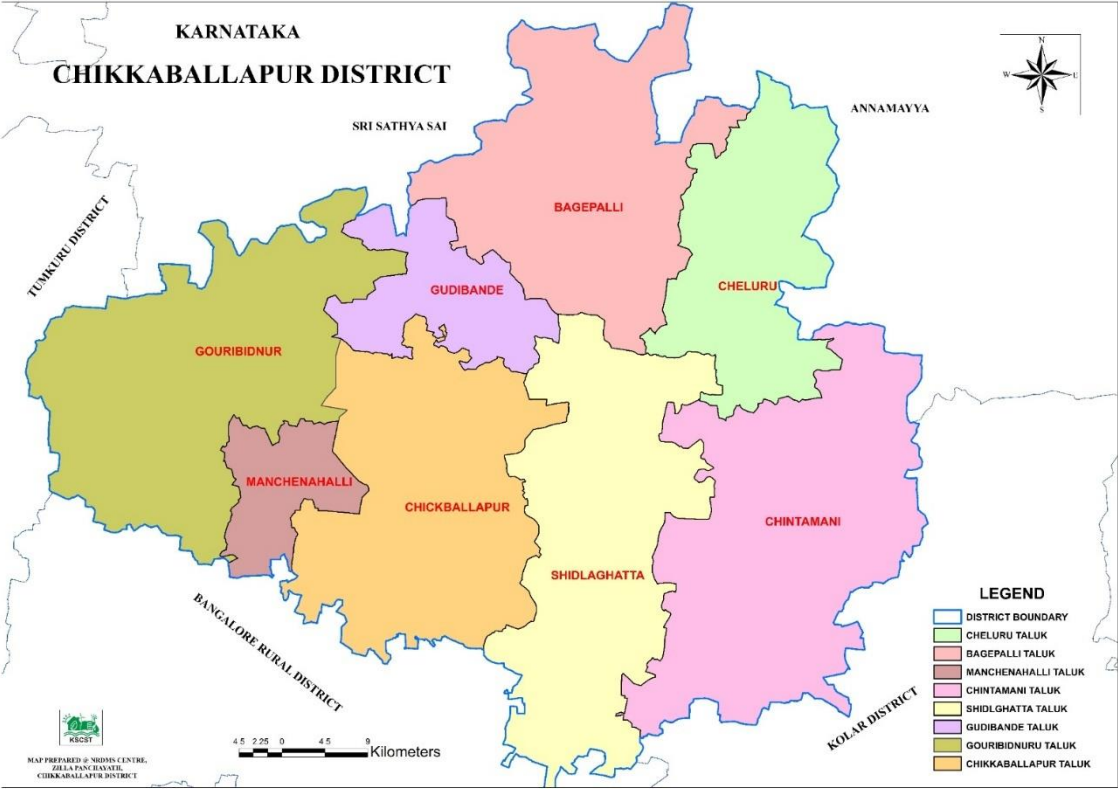 KARNATAKA
CHIKKABALLAPUR DISTRICT
N
W
E
S
SRI SATHYA SAI
ANNAMAYYA
TUMKURU DISTRICT
BAGEPALLI
GUDIBANDE
CHELURU
GOURIBIDNUR
MANCHENAHALLI
CHICKBALLAPUR
CHINTAMANI
SHIDLAGHATTA
BANGALORE RURAL DISTRICT
KOLAR DISTRICT
LEGEND
DISTRICT BOUNDARY
CHELURU TALUK
BAGEPALLI TALUK
MANCHENAHALLI TALUK
CHINTAMANI TALUK
SHIDLGHATTA TALUK
GUDIBANDE TALUK
GOURIBIDNURU TALUK
CHIKKABALLAPUR TALUK
KSCST
MAP PREPARED @ NRDMS CENTRE,
ZILLA PANCHAYATH,
CHIKKABALLAPUR DISTRICT
4.5 2.25 0 4.5 9
Kilometers